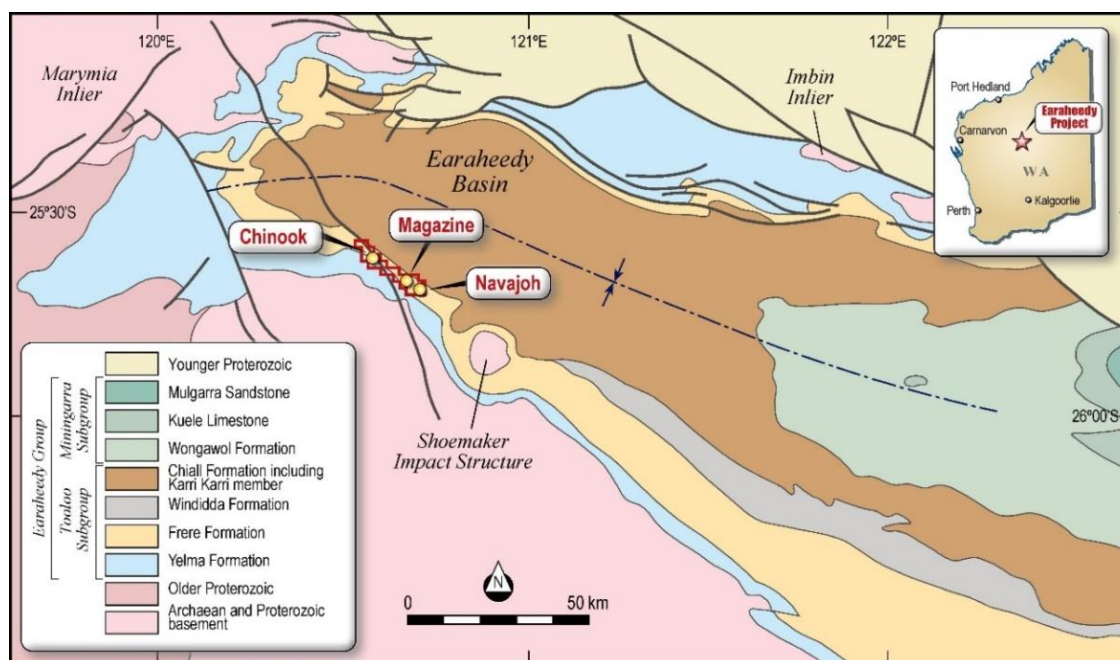 120°E
121°E
122°E
Marymia
Inlier
Imbin
Inlier
Port Hedland
Earaheedy
Project
Carnarvon
WA
Kalgoorlie
Perth
Earaheedy
Basin
25°30'S
Magazine
Chinook
Navajoh
26°00'S
Shoemaker
Impact Structure
Younger Proterozoic
Mulgarra Sandstone
Kuele Limestone
Wongawol Formation
Chiall Formation including
Karri Karri member
Windidda Formation
Frere Formation
Yelma Formation
Older Proterozoic
Archaean and Proterozoic
basement
Earaheedy Group
Miningarra
Subgroup
Tooloo
Subgroup
N
0
50 km